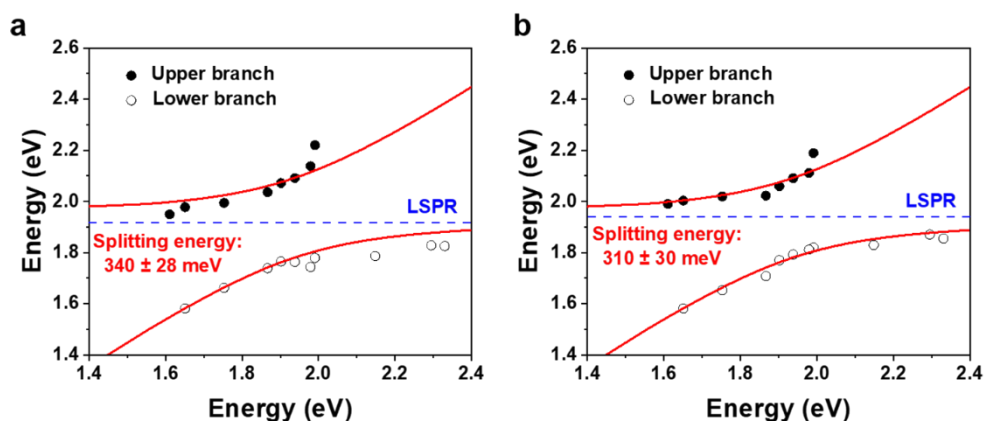 a
2.6
2.4
2.2
2.0
1.8
1.6
1.4
Energy (eV)
Upper branch
Lower branch
LSPR
Splitting energy:
340 ± 28 meV
1.4 1.6 1.8 2.0 2.2 2.4
Energy (eV)
b
2.6
2.4
2.2
2.0
1.8
1.6
1.4
Energy (eV)
Upper branch
Lower branch
LSPR
Splitting energy:
310 ± 30 meV
1.4 1.6 1.8 2.0 2.2 2.4
Energy (eV)